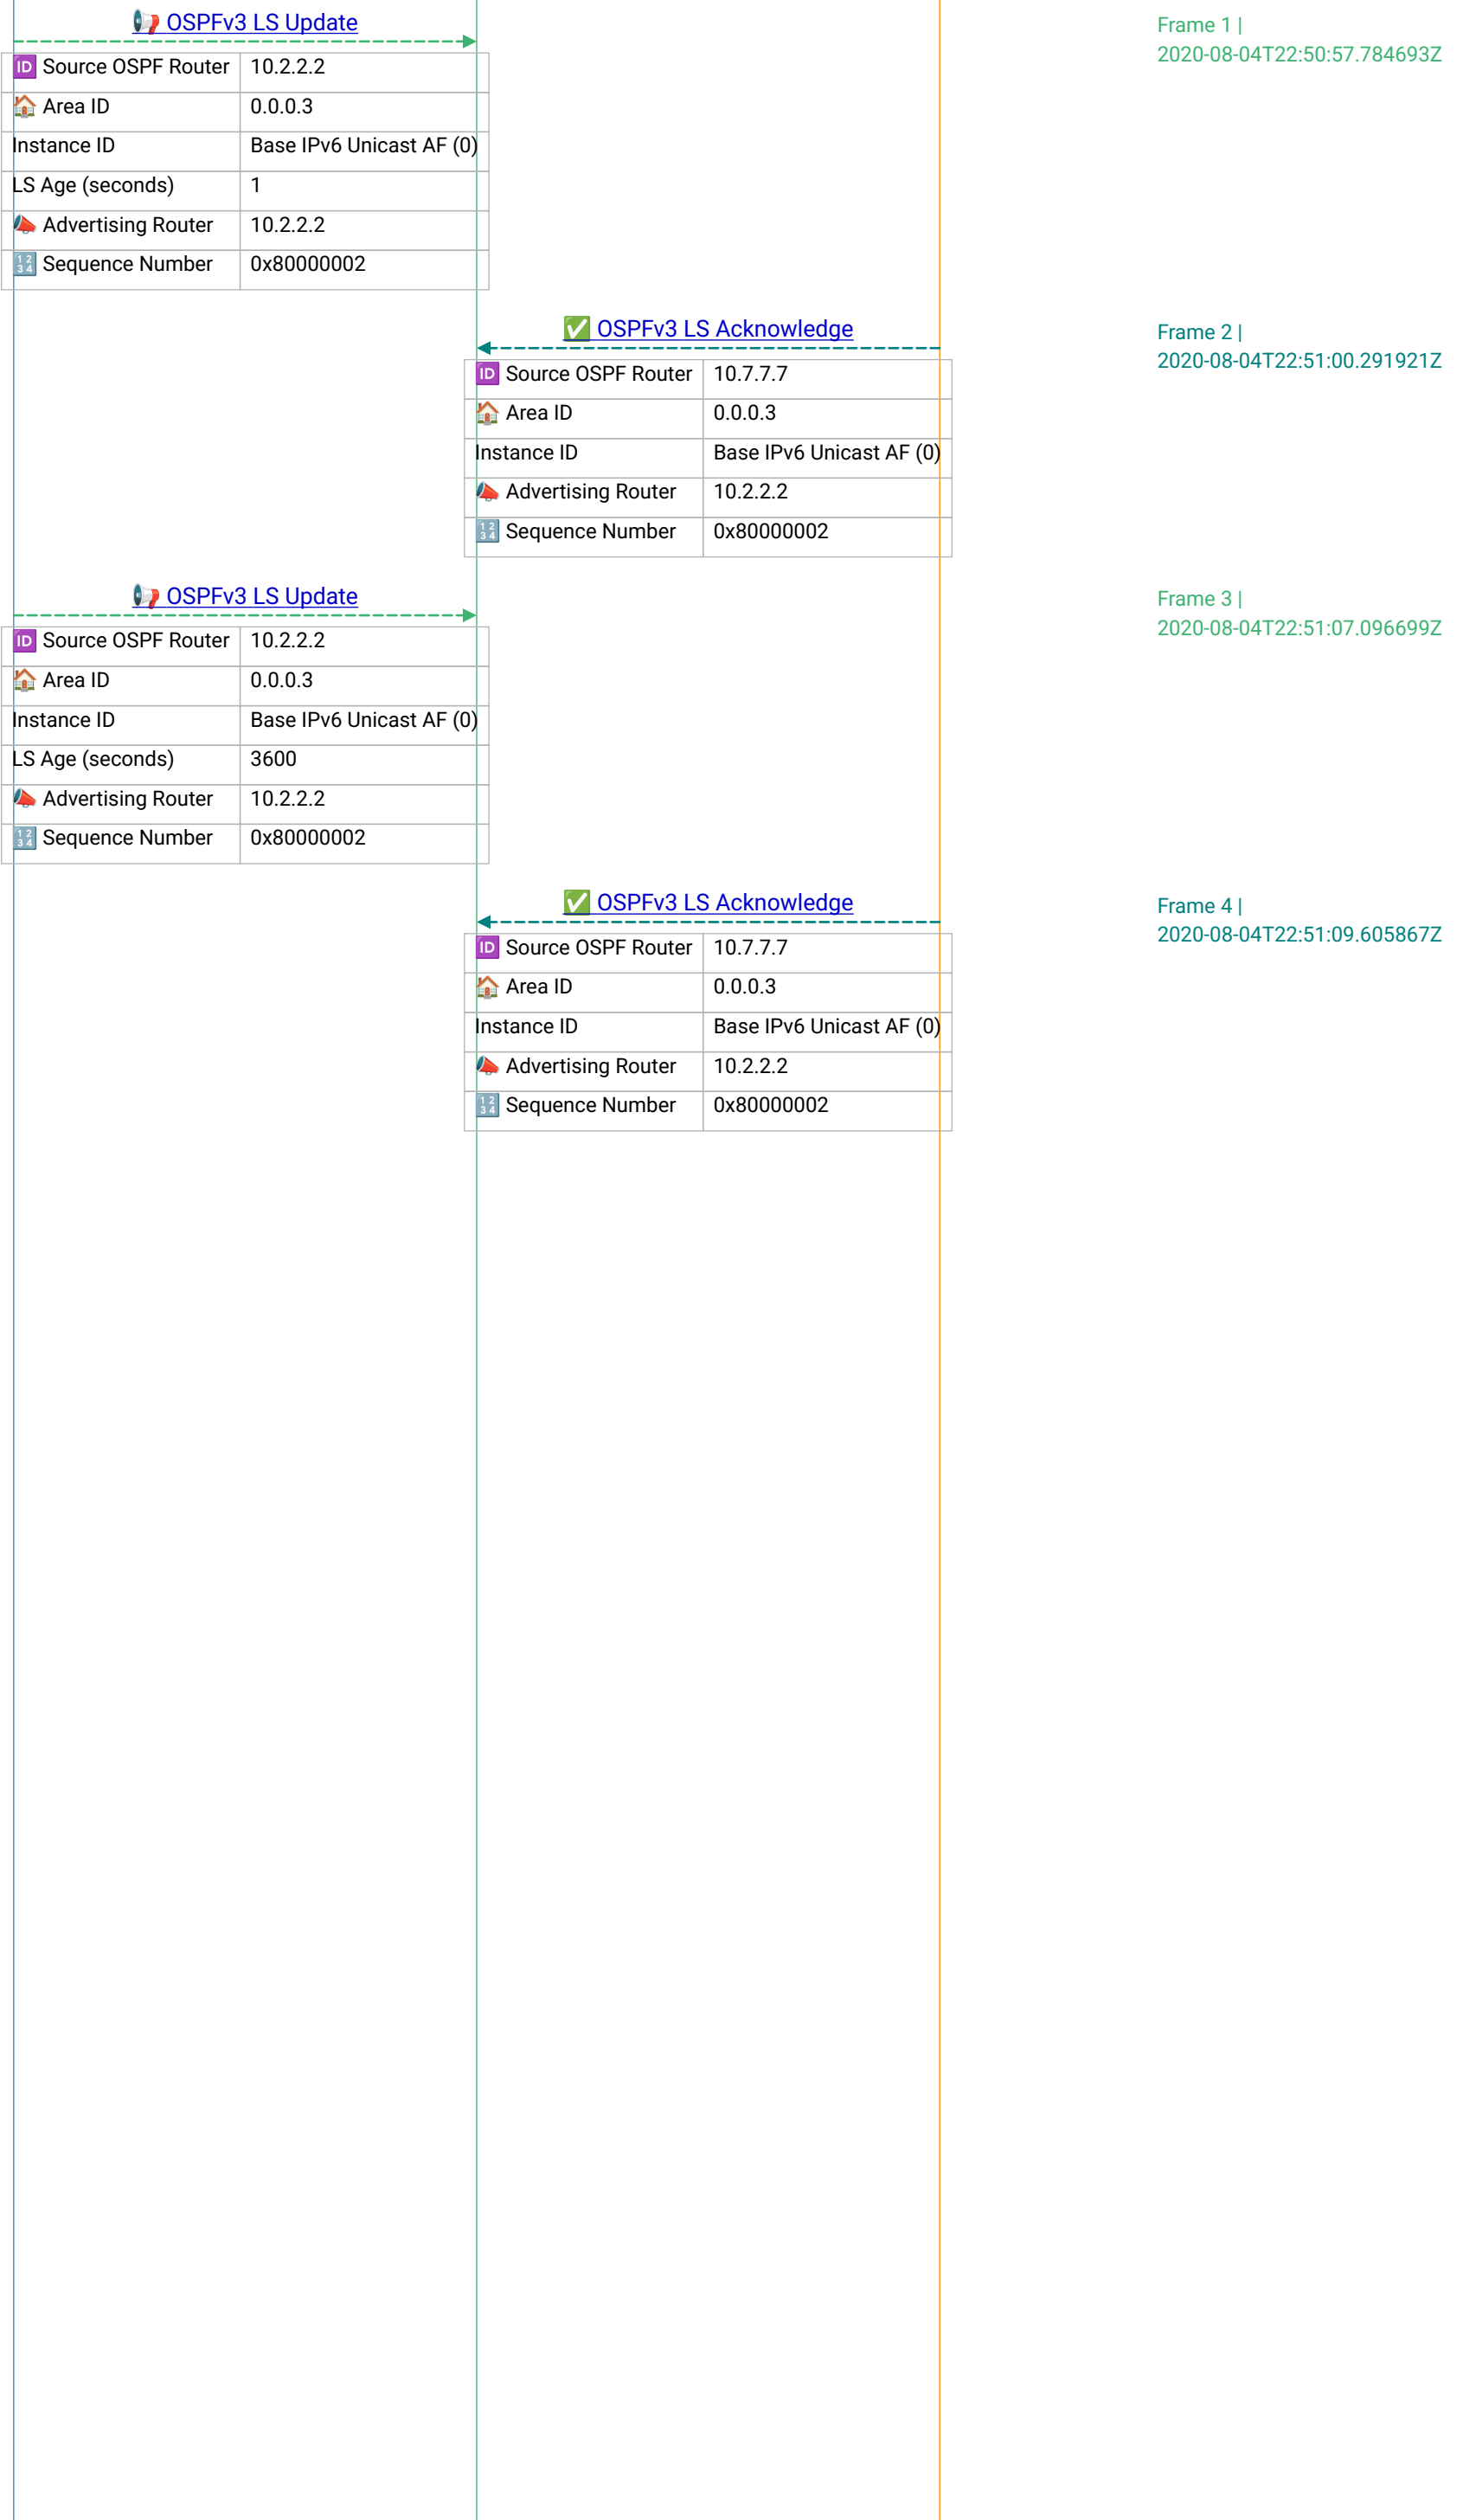 OSPFv3 LS Update
Frame 1 |
2020-08-04T22:50:57.784693Z
🆔 Source OSPF Router 10.2.2.2
🏠 Area ID 0.0.0.3
Instance ID Base IPv6 Unicast AF (0)
LS Age (seconds) 1
📣 Advertising Router 10.2.2.2
🔢 Sequence Number 0x80000002
✅ OSPFv3 LS Acknowledge
Frame 2 |
2020-08-04T22:51:00.291921Z
🆔 Source OSPF Router 10.7.7.7
🏠 Area ID 0.0.0.3
Instance ID Base IPv6 Unicast AF (0)
📣 Advertising Router 10.2.2.2
🔢 Sequence Number 0x80000002
OSPFv3 LS Update
Frame 3 |
2020-08-04T22:51:07.096699Z
🆔 Source OSPF Router 10.2.2.2
🏠 Area ID 0.0.0.3
Instance ID Base IPv6 Unicast AF (0)
LS Age (seconds) 3600
📣 Advertising Router 10.2.2.2
🔢 Sequence Number 0x80000002
✅ OSPFv3 LS Acknowledge
Frame 4 |
2020-08-04T22:51:09.605867Z
🆔 Source OSPF Router 10.7.7.7
🏠 Area ID 0.0.0.3
Instance ID Base IPv6 Unicast AF (0)
📣 Advertising Router 10.2.2.2
🔢 Sequence Number 0x80000002